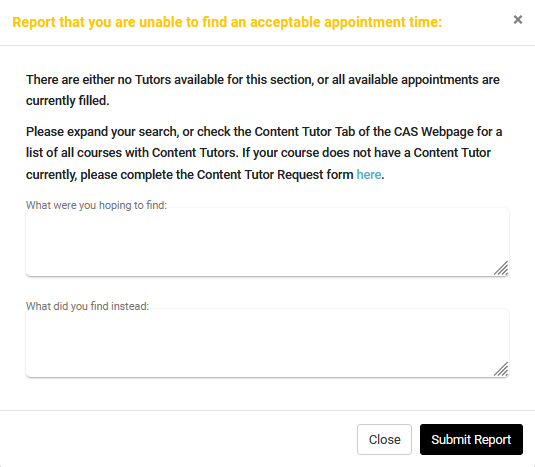 Report that you are unable to find an acceptable appointment time:
×
There are either no Tutors available for this section, or all available appointments are
currently filled.
Please expand your search, or check the Content Tutor Tab of the CAS Webpage for a
list of all courses with Content Tutors. If your course does not have a Content Tutor
currently, please complete the Content Tutor Request form here.
What were you hoping to find:
What did you find instead:
Close
Submit Report